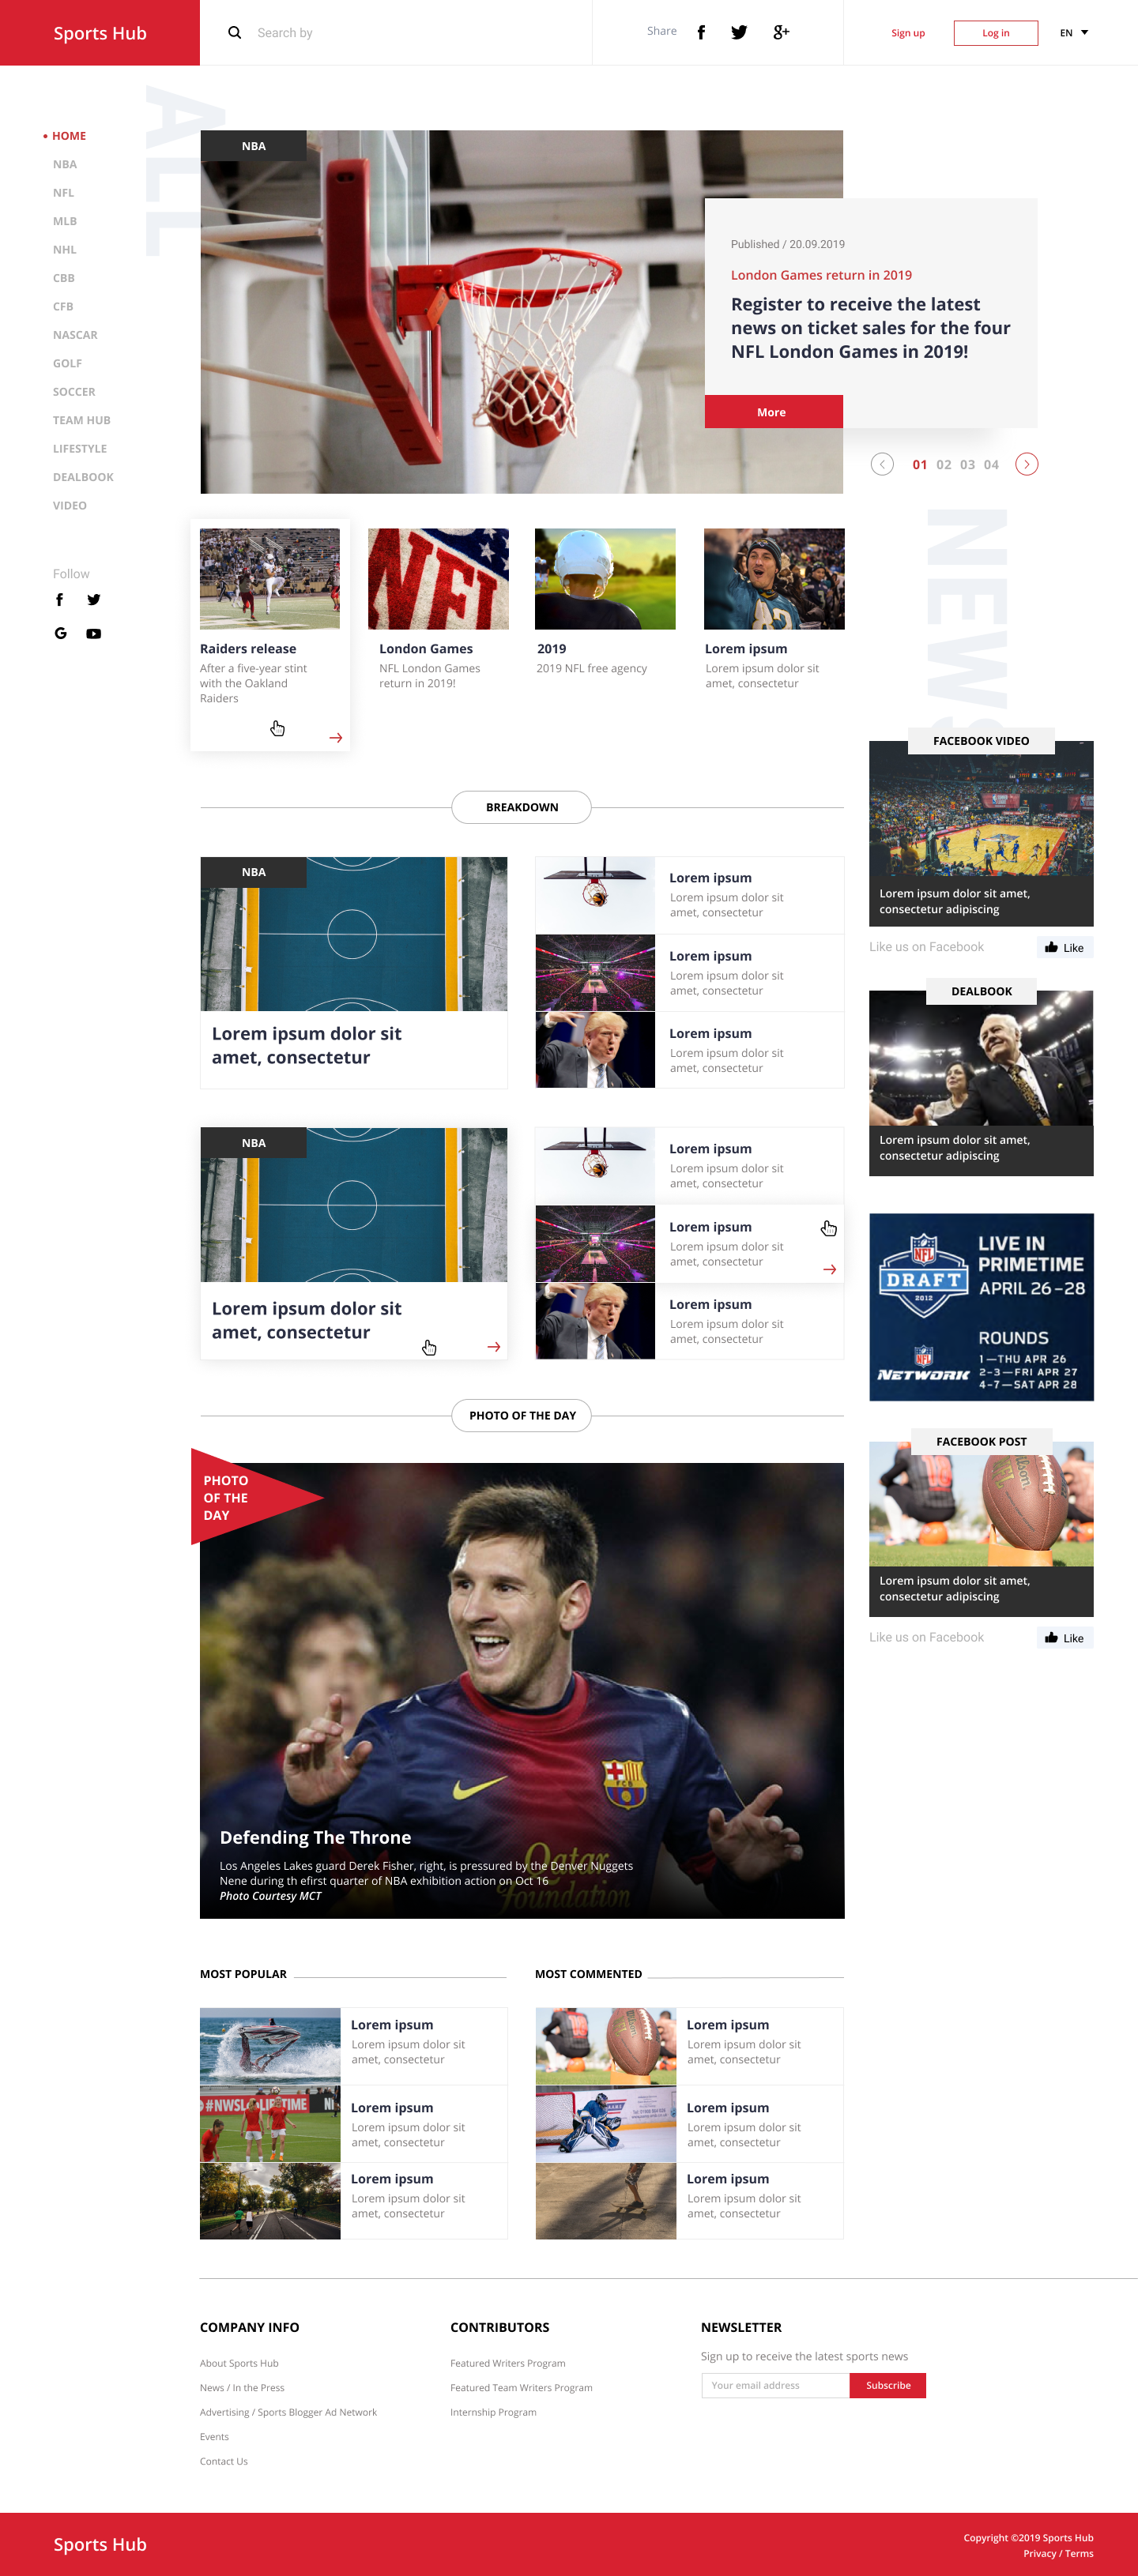 Sports Hub
Search by
Share
Sign up
Log in
EN
ALL
HOME
NBA
NFL
MLB
NHL
CBB
CFB
NASCAR
GOLF
SOCCER
TEAM HUB
LIFESTYLE
DEALBOOK
VIDEO
Follow
NBA
Published / 20.09.2019
London Games return in 2019
Register to receive the latest
news on ticket sales for the four
NFL London Games in 2019!
More
01 02 03 04
NEWS
Raiders release
After a five-year stint
with the Oakland
Raiders
NFL
London Games
NFL London Games
return in 2019!
2019
2019 NFL free agency
Lorem ipsum
Lorem ipsum dolor sit
amet, consectetur
BREAKDOWN
NBA
Lorem ipsum dolor sit
amet, consectetur
Lorem ipsum
Lorem ipsum dolor sit
amet, consectetur
Lorem ipsum
Lorem ipsum dolor sit
amet, consectetur
Lorem ipsum
Lorem ipsum dolor sit
amet, consectetur
NBA
Lorem ipsum dolor sit
amet, consectetur
Lorem ipsum
Lorem ipsum dolor sit
amet, consectetur
Lorem ipsum
Lorem ipsum dolor sit
amet, consectetur
Lorem ipsum
Lorem ipsum dolor sit
amet, consectetur
FACEBOOK VIDEO
Lorem ipsum dolor sit amet,
consectetur adipiscing
Like us on Facebook
Like
DEALBOOK
Lorem ipsum dolor sit amet,
consectetur adipiscing
NFL
DRAFT
2012
LIVE IN
PRIMETIME
APRIL 26-28
NFL
NETWORK
ROUNDS
1—THU APR 26
2-3—FRI APR 27
4-7—SAT APR 28
FACEBOOK POST
Wilson
Lorem ipsum dolor sit amet,
consectetur adipiscing
Like us on Facebook
Like
PHOTO OF THE DAY
PHOTO
OF THE
DAY
FCB
Qatar
Foundation
Defending The Throne
Los Angeles Lakes guard Derek Fisher, right, is pressured by the Denver Nuggets
Nene during th efirst quarter of NBA exhibition action on Oct 16
Photo Courtesy MCT
MOST POPULAR
Lorem ipsum
Lorem ipsum dolor sit
amet, consectetur
Lorem ipsum
Lorem ipsum dolor sit
amet, consectetur
Lorem ipsum
Lorem ipsum dolor sit
amet, consectetur
MOST COMMENTED
Lorem ipsum
Lorem ipsum dolor sit
amet, consectetur
Lorem ipsum
Lorem ipsum dolor sit
amet, consectetur
Lorem ipsum
Lorem ipsum dolor sit
amet, consectetur
COMPANY INFO
About Sports Hub
News / In the Press
Advertising / Sports Blogger Ad Network
Events
Contact Us
CONTRIBUTORS
Featured Writers Program
Featured Team Writers Program
Internship Program
NEWSLETTER
Sign up to receive the latest sports news
Your email address
Subscribe
Sports Hub
Copyright ©2019 Sports Hub
Privacy / Terms